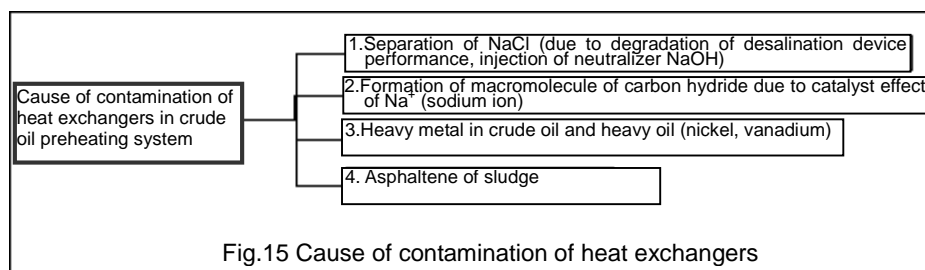 Cause of contamination of
heat exchangers in crude
oil preheating system
1.Separation of NaCl (due to degradation of desalination device
performance, injection of neutralizer NaOH)
2.Formation of macromolecule of carbon hydride due to catalyst effect
of Na⁺ (sodium ion)
3.Heavy metal in crude oil and heavy oil (nickel, vanadium)
4. Asphaltene of sludge
Fig.15 Cause of contamination of heat exchangers